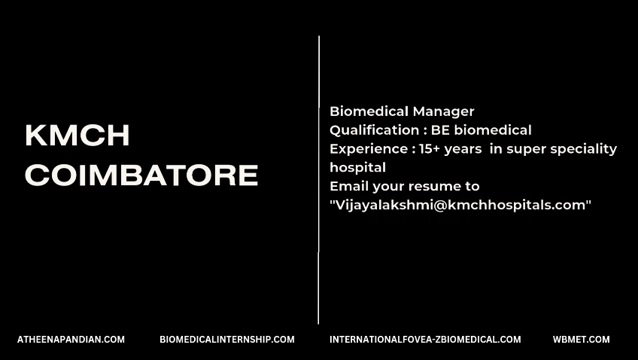 KMCH
COIMBATORE
Biomedical Manager
Qualification : BE biomedical
Experience : 15+ years in super speciality
hospital
Email your resume to
"Vijayalakshmi@kmchhospitals.com"
ATHEENAPANDIAN.COM
BIOMEDICALINTERNSHIP.COM
INTERNATIONALFOVEA-ZBIOMEDICAL.COM
WBMET.COM